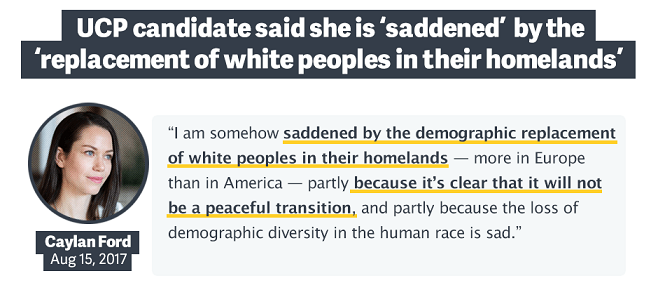 UCP candidate said she is ‘saddened’ by the
‘replacement of white peoples in their homelands’
“I am somehow saddened by the demographic replacement
of white peoples in their homelands — more in Europe
than in America — partly because it’s clear that it will not
be a peaceful transition, and partly because the loss of
demographic diversity in the human race is sad.”
Caylan Ford
Aug 15, 2017